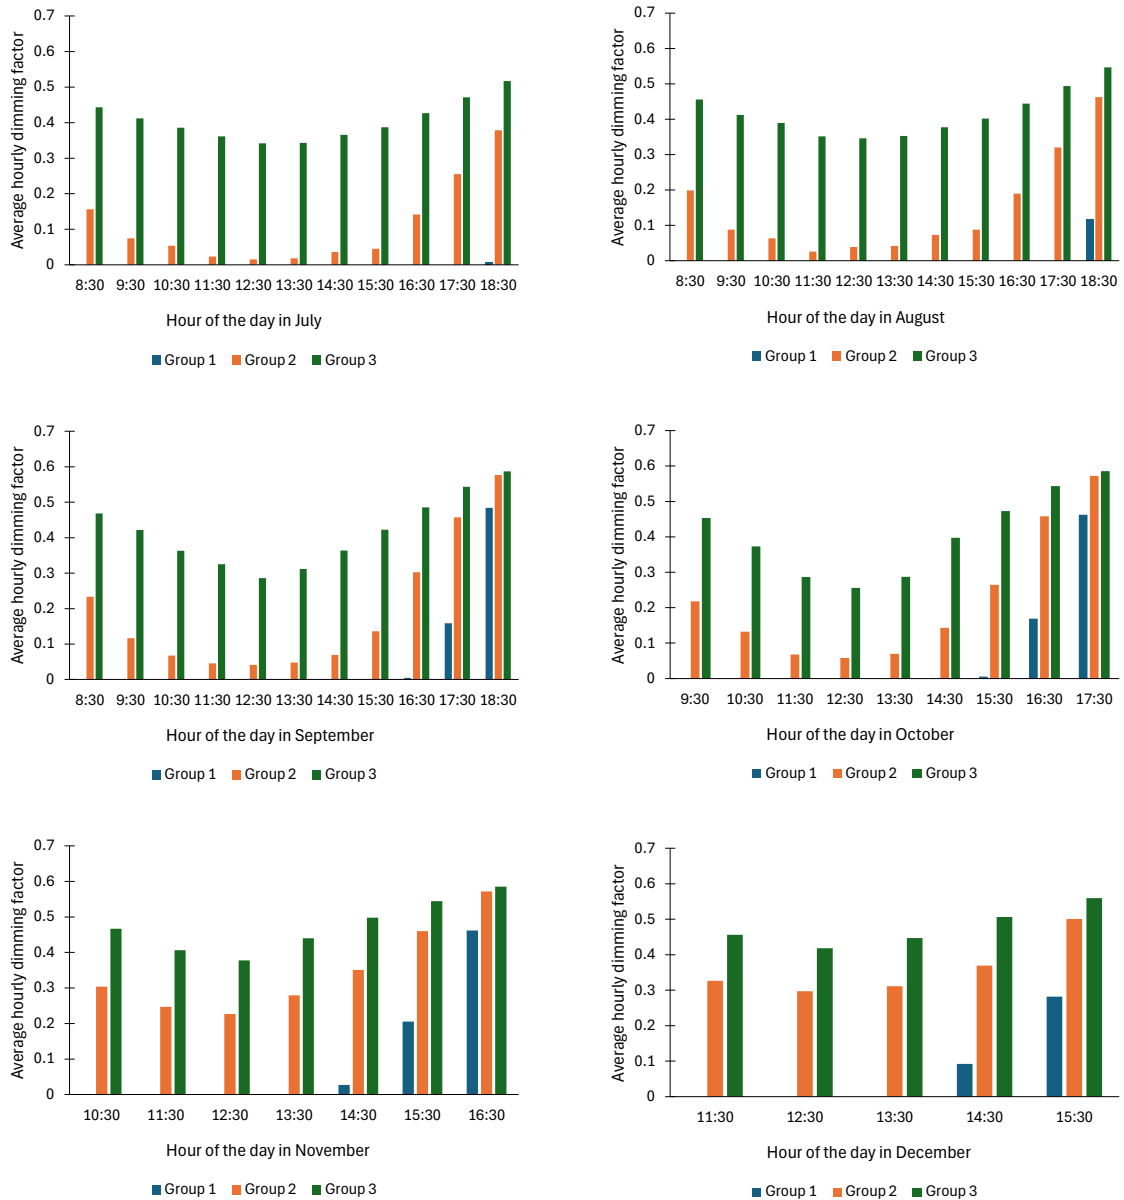 Average hourly dimming factor
0.7
0.6
0.5
0.4
0.3
0.2
0.1
0
8:30 9:30 10:30 11:30 12:30 13:30 14:30 15:30 16:30 17:30 18:30
Hour of the day in July
Group 1 Group 2 Group 3
Average hourly dimming factor
0.7
0.6
0.5
0.4
0.3
0.2
0.1
0
8:30 9:30 10:30 11:30 12:30 13:30 14:30 15:30 16:30 17:30 18:30
Hour of the day in August
Group 1 Group 2 Group 3
Average hourly dimming factor
0.7
0.6
0.5
0.4
0.3
0.2
0.1
0
8:30 9:30 10:30 11:30 12:30 13:30 14:30 15:30 16:30 17:30 18:30
Hour of the day in September
Group 1 Group 2 Group 3
Average hourly dimming factor
0.7
0.6
0.5
0.4
0.3
0.2
0.1
0
9:30 10:30 11:30 12:30 13:30 14:30 15:30 16:30 17:30
Hour of the day in October
Group 1 Group 2 Group 3
Average hourly dimming factor
0.7
0.6
0.5
0.4
0.3
0.2
0.1
0
10:30 11:30 12:30 13:30 14:30 15:30 16:30
Hour of the day in November
Group 1 Group 2 Group 3
Average hourly dimming factor
0.7
0.6
0.5
0.4
0.3
0.2
0.1
0
11:30 12:30 13:30 14:30 15:30
Hour of the day in December
Group 1 Group 2 Group 3